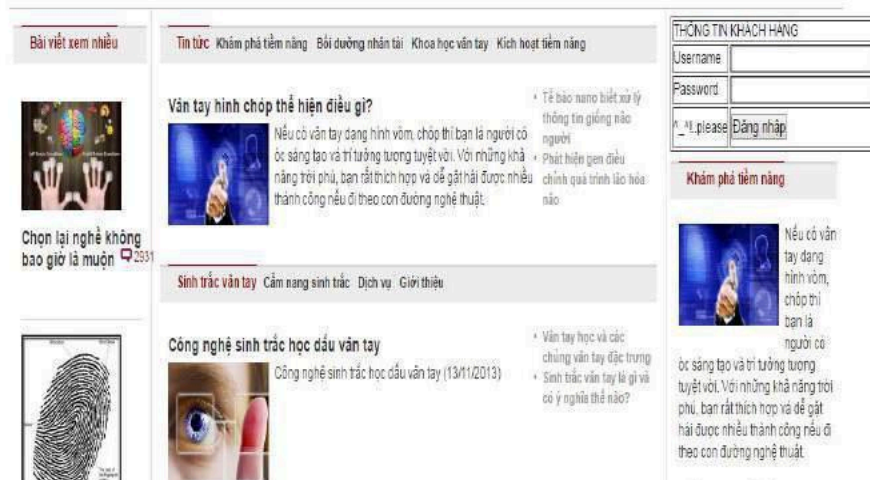 Bài viết xem nhiều
Chọn lại nghề không
bao giờ là muộn 2931
Tin tức Khám phá tiềm năng Bồi dưỡng nhân tài Khoa học vân tay Kích hoạt tiềm năng
Vân tay hình chóp thể hiện điều gì?
Nếu có vân tay dạng hình vòm, chóp thì bạn là người có
óc sáng tạo và trí tưởng tượng tuyệt vời. Với những khả
năng trời phú, bạn rất thích hợp và dễ gặt hái được nhiều
thành công nếu đi theo con đường nghệ thuật.
Tế bào nano biết xử lý
thông tin giống não
người
Phát hiện gen điều
chỉnh quá trình lão hóa
não
Sinh trắc vân tay Cẩm nang sinh trắc Dịch vụ Giới thiệu
Công nghệ sinh trắc học dấu vân tay
Công nghệ sinh trắc học dấu vân tay (13/11/2013)
Vân tay học và các
chủng vân tay đặc trưng
Sinh trắc vân tay là gì và
có ý nghĩa thế nào?
THÔNG TIN KHÁCH HÀNG
Username
Password
^_^!..please Đăng nhập
Khám phá tiềm năng
Nếu có vân
tay dạng
hình vòm,
chóp thì
bạn là
người có
óc sáng tạo và trí tưởng tượng
tuyệt vời. Với những khả năng trời
phú, bạn rất thích hợp và dễ gặt
hái được nhiều thành công nếu đi
theo con đường nghệ thuật.